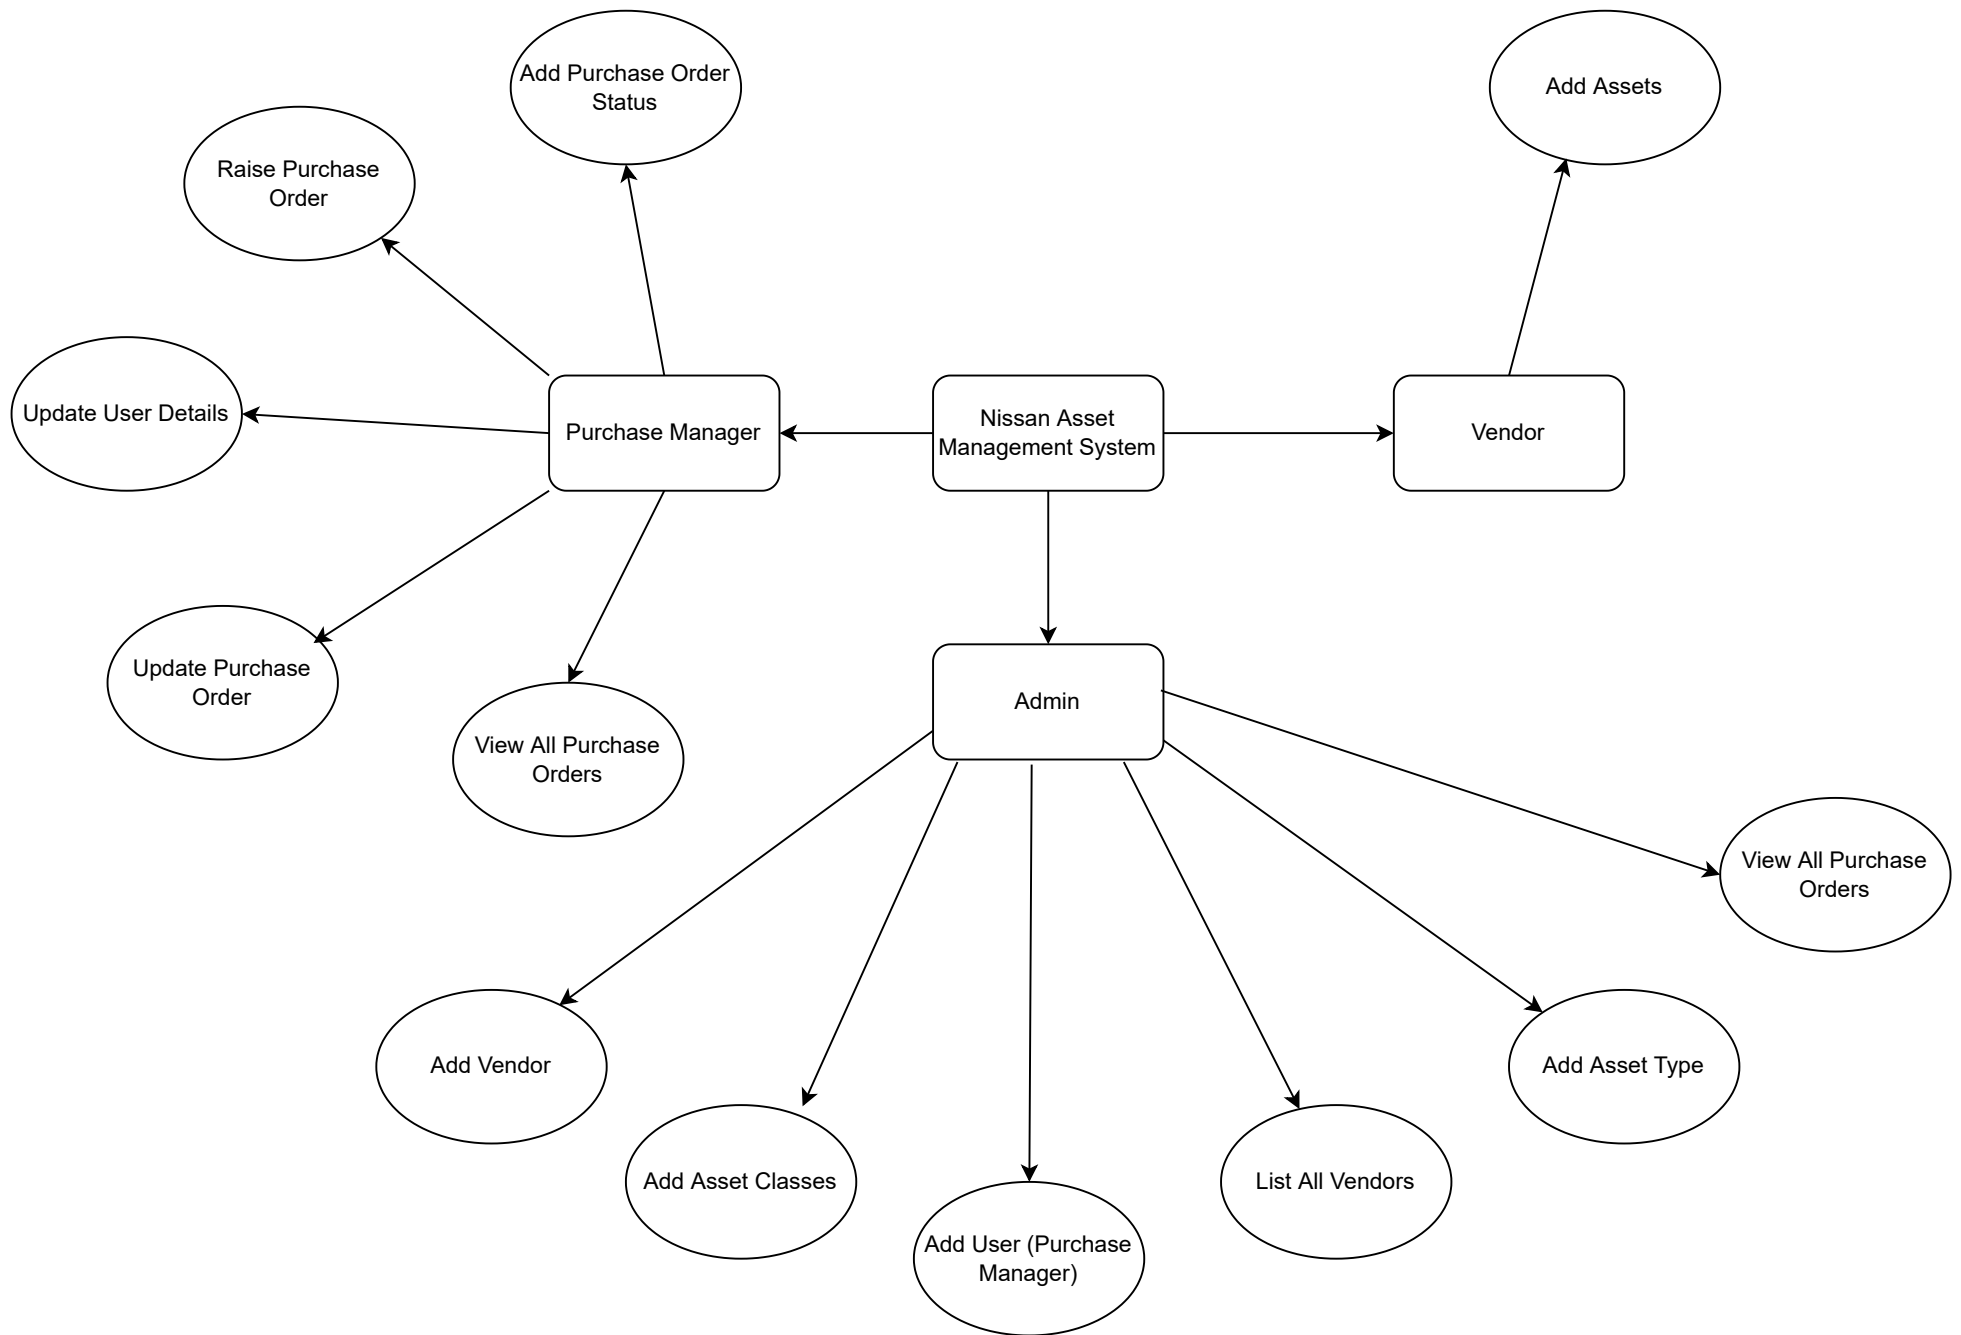 Add Purchase Order
Status
Add Assets
Raise Purchase
Order
Update User Details
Purchase Manager
Nissan Asset
Management System
Vendor
Update Purchase
Order
View All Purchase
Orders
Admin
View All Purchase
Orders
Add Vendor
Add Asset Type
Add Asset Classes
List All Vendors
Add User (Purchase
Manager)